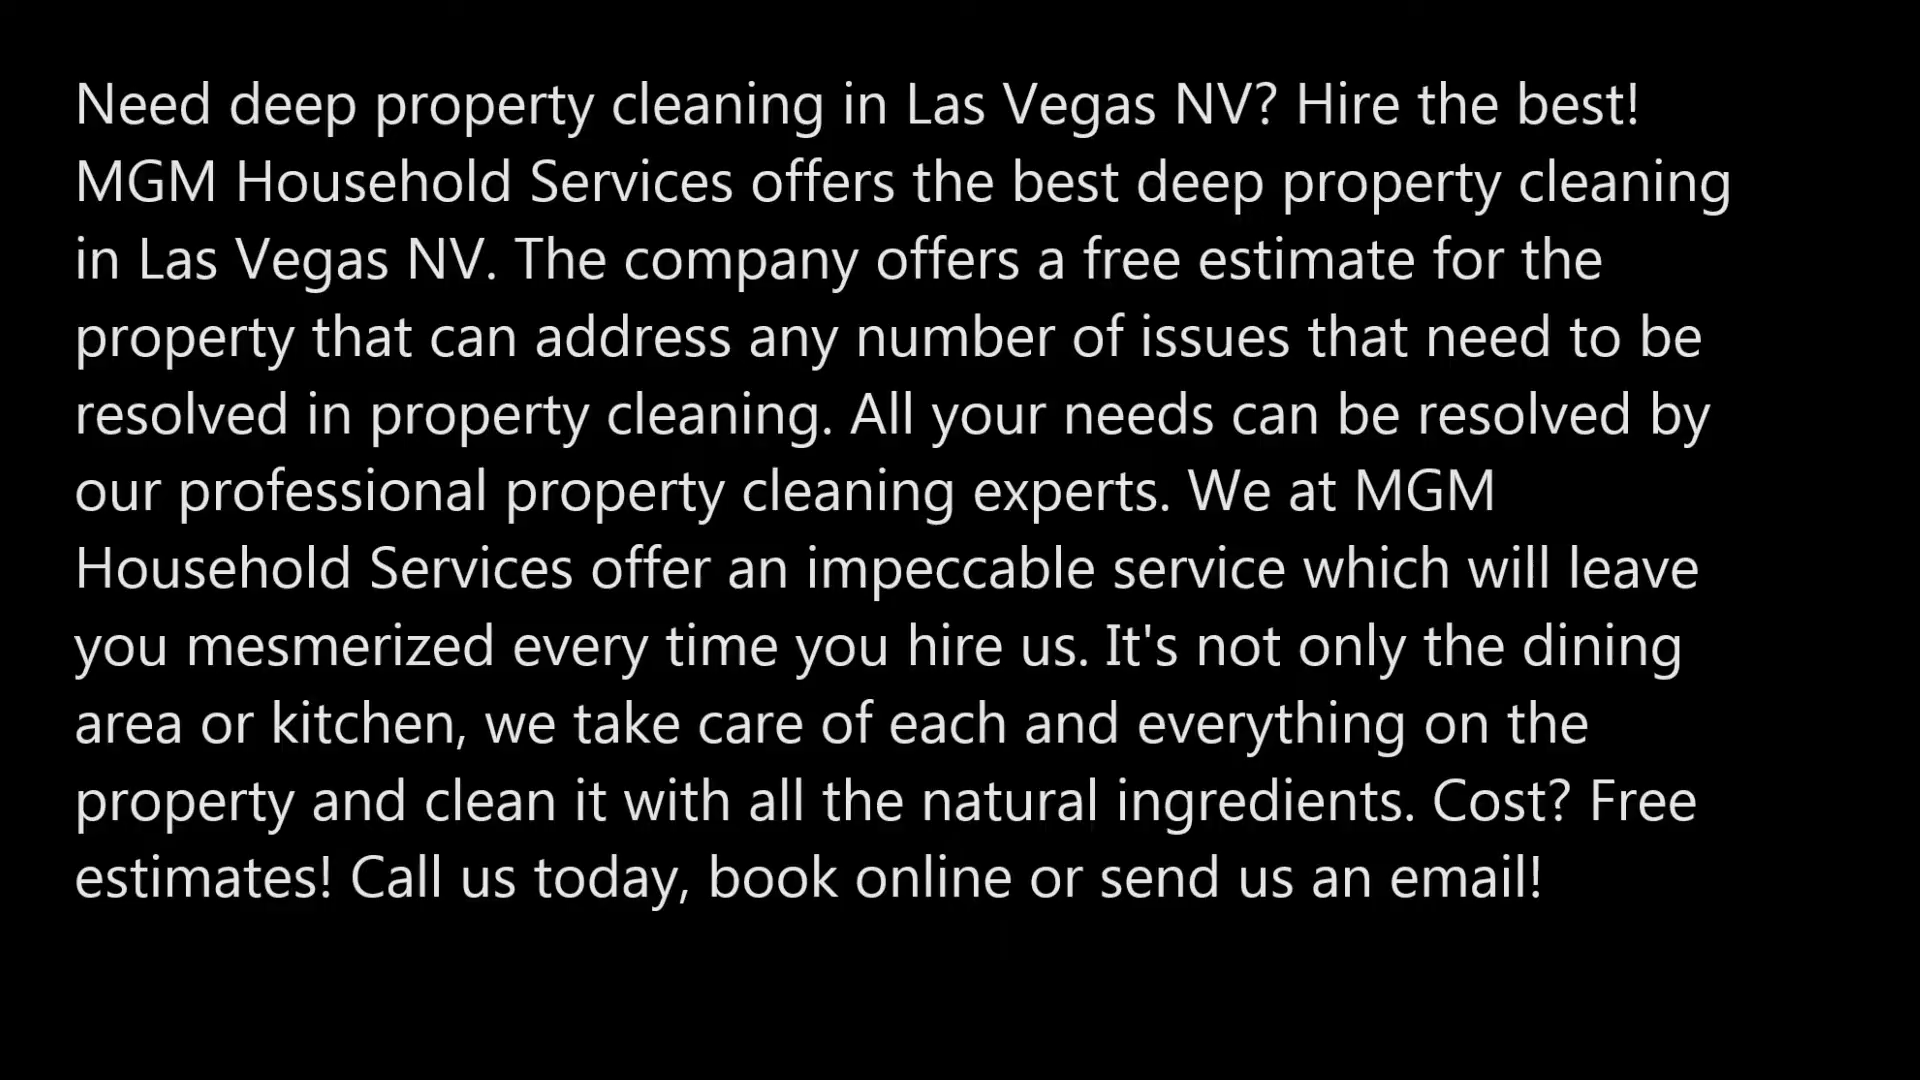 Need deep property cleaning in Las Vegas NV? Hire the best!
MGM Household Services offers the best deep property cleaning
in Las Vegas NV. The company offers a free estimate for the
property that can address any number of issues that need to be
resolved in property cleaning. All your needs can be resolved by
our professional property cleaning experts. We at MGM
Household Services offer an impeccable service which will leave
you mesmerized every time you hire us. It's not only the dining
area or kitchen, we take care of each and everything on the
property and clean it with all the natural ingredients. Cost? Free
estimates! Call us today, book online or send us an email!